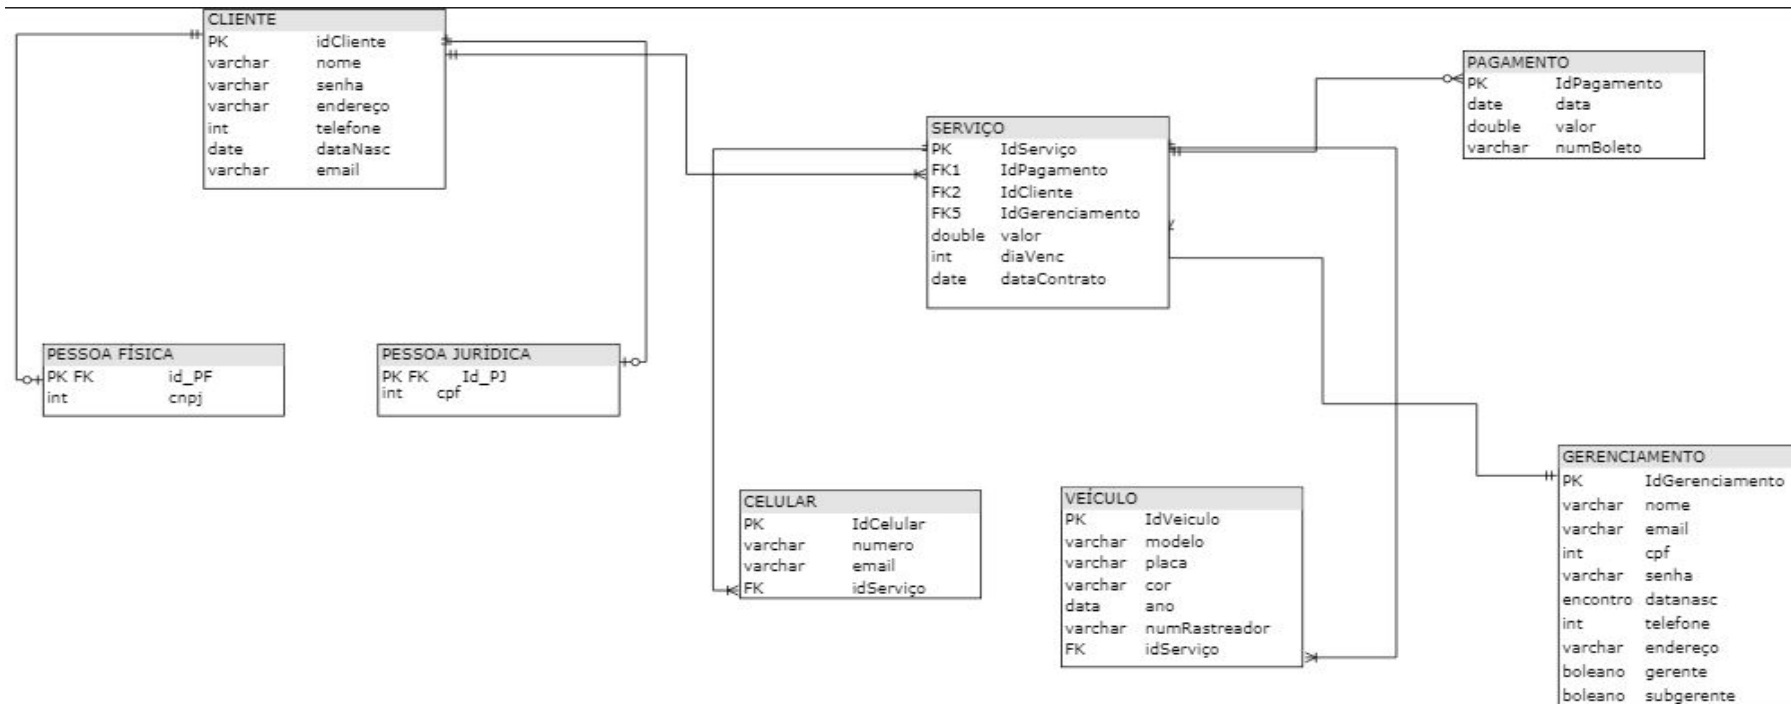 CLIENTE
PK idCliente
varchar nome
varchar senha
varchar endereço
int telefone
date dataNasc
varchar email
PESSOA FÍSICA
PK FK id_PF
int cnpj
PESSOA JURÍDICA
PK FK Id_PJ
int cpf
SERVIÇO
PK IdServiço
FK1 IdPagamento
FK2 IdCliente
FK5 IdGerenciamento
double valor
int diaVenc
date dataContrato
PAGAMENTO
PK IdPagamento
date data
double valor
varchar numBoleto
CELULAR
PK IdCelular
varchar numero
varchar email
FK idServiço
VEÍCULO
PK IdVeiculo
varchar modelo
varchar placa
varchar cor
data ano
varchar numRastreador
FK idServiço
GERENCIAMENTO
PK IdGerenciamento
varchar nome
varchar email
int cpf
varchar senha
encontro datanasc
int telefone
varchar endereço
boleano gerente
boleano subgerente